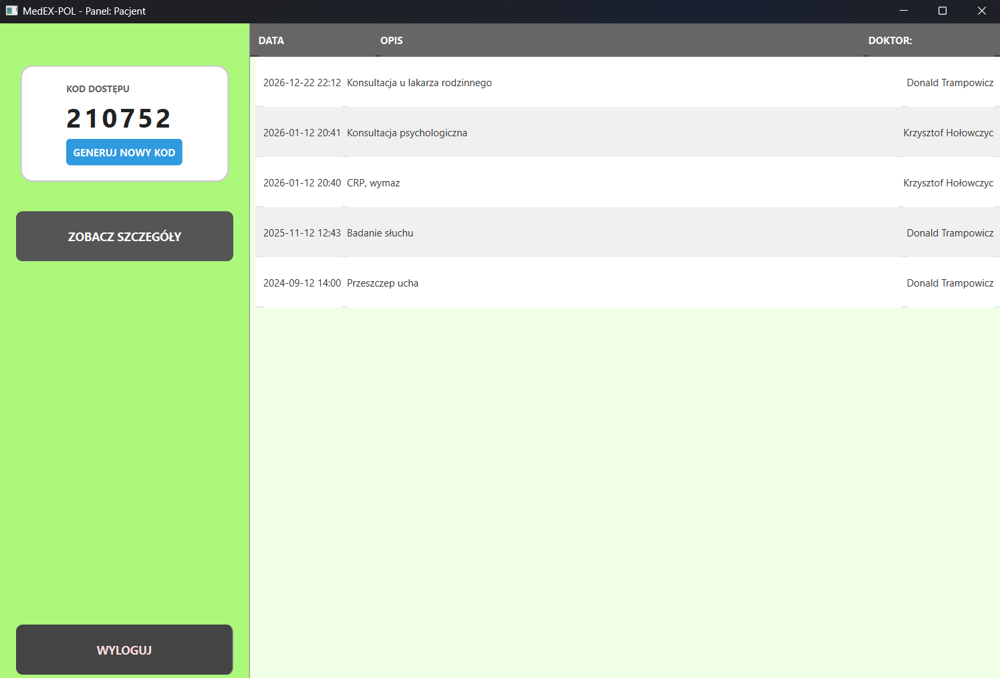 MedEX-POL - Panel: Pacjent
KOD DOSTĘPU
210752
GENERUJ NOWY KOD
ZOBACZ SZCZEGÓŁY
WYLOGUJ
DATA OPIS DOKTOR:
2026-12-22 22:12 Konsultacja u lakarza rodzinnego Donald Trampowicz
2026-01-12 20:41 Konsultacja psychologiczna Krzysztof Hołowczyc
2026-01-12 20:40 CRP, wymaz Krzysztof Hołowczyc
2025-11-12 12:43 Badanie słuchu Donald Trampowicz
2024-09-12 14:00 Przeszczep ucha Donald Trampowicz